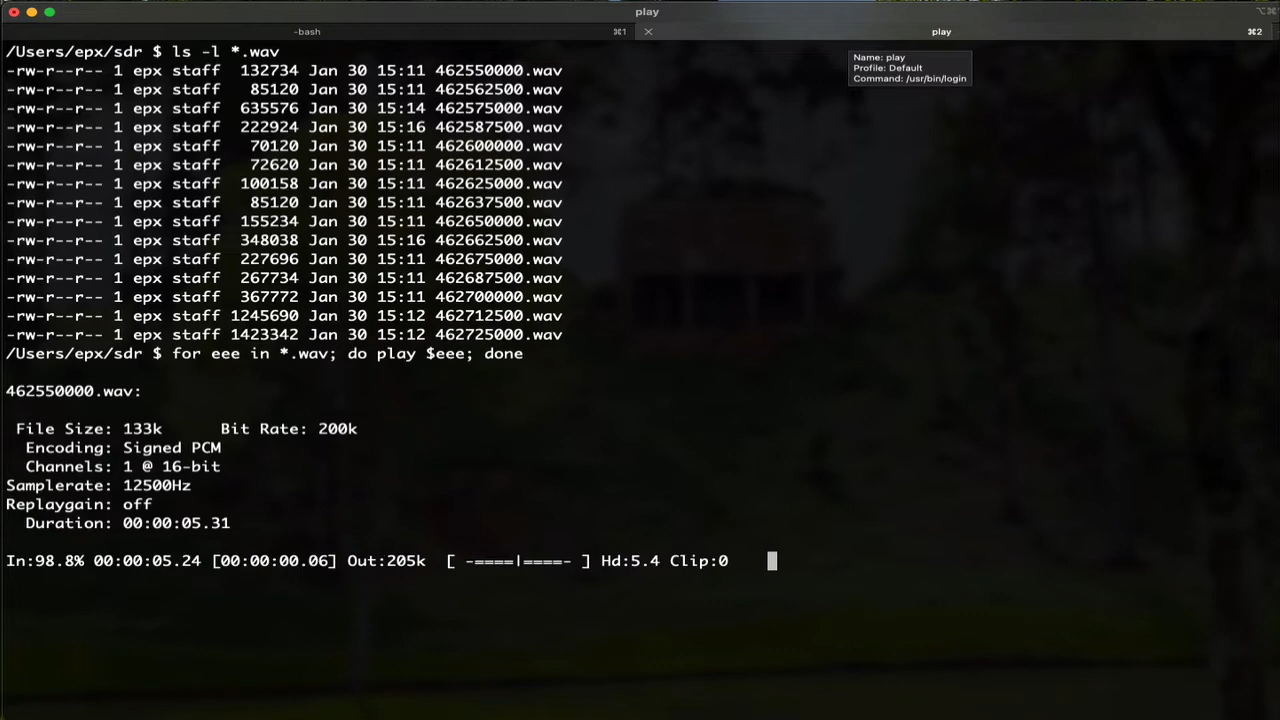 play
-bash ⌘1 play ⌘2
Name: play
Profile: Default
Command: /usr/bin/login
/Users/epx/sdr $ ls -l *.wav
-rw-r--r-- 1 epx staff 132734 Jan 30 15:11 462550000.wav
-rw-r--r-- 1 epx staff 85120 Jan 30 15:11 462562500.wav
-rw-r--r-- 1 epx staff 635576 Jan 30 15:14 462575000.wav
-rw-r--r-- 1 epx staff 222924 Jan 30 15:16 462587500.wav
-rw-r--r-- 1 epx staff 70120 Jan 30 15:11 462600000.wav
-rw-r--r-- 1 epx staff 72620 Jan 30 15:11 462612500.wav
-rw-r--r-- 1 epx staff 100158 Jan 30 15:11 462625000.wav
-rw-r--r-- 1 epx staff 85120 Jan 30 15:11 462637500.wav
-rw-r--r-- 1 epx staff 155234 Jan 30 15:11 462650000.wav
-rw-r--r-- 1 epx staff 348038 Jan 30 15:16 462662500.wav
-rw-r--r-- 1 epx staff 227696 Jan 30 15:11 462675000.wav
-rw-r--r-- 1 epx staff 267734 Jan 30 15:11 462687500.wav
-rw-r--r-- 1 epx staff 367772 Jan 30 15:11 462700000.wav
-rw-r--r-- 1 epx staff 1245690 Jan 30 15:12 462712500.wav
-rw-r--r-- 1 epx staff 1423342 Jan 30 15:12 462725000.wav
/Users/epx/sdr $ for eee in *.wav; do play $eee; done
462550000.wav:
File Size: 133k Bit Rate: 200k
Encoding: Signed PCM
Channels: 1 @ 16-bit
Samplerate: 12500Hz
Replaygain: off
Duration: 00:00:05.31
In:98.8% 00:00:05.24 [00:00:00.06] Out:205k [ -====|====- ] Hd:5.4 Clip:0